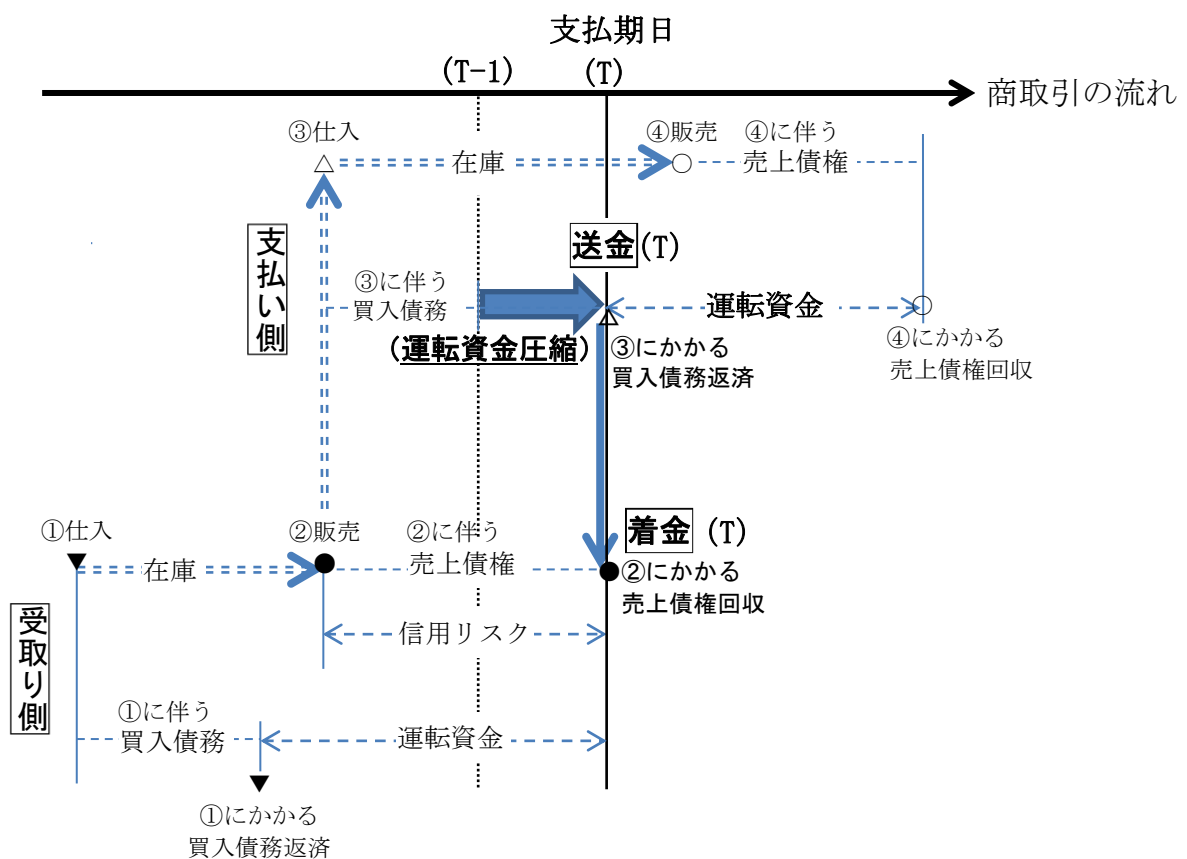 支払期日
(T-1)
(T)
商取引の流れ
③仕入
④販売
④に伴う
売上債権
在庫
支払い側
送金(T)
③に伴う
買入債務
運転資金
(運転資金圧縮)
③にかかる
買入債務返済
④にかかる
売上債権回収
①仕入
②販売
②に伴う
売上債権
着金 (T)
在庫
②にかかる
売上債権回収
受取り側
信用リスク
①に伴う
買入債務
運転資金
①にかかる
買入債務返済